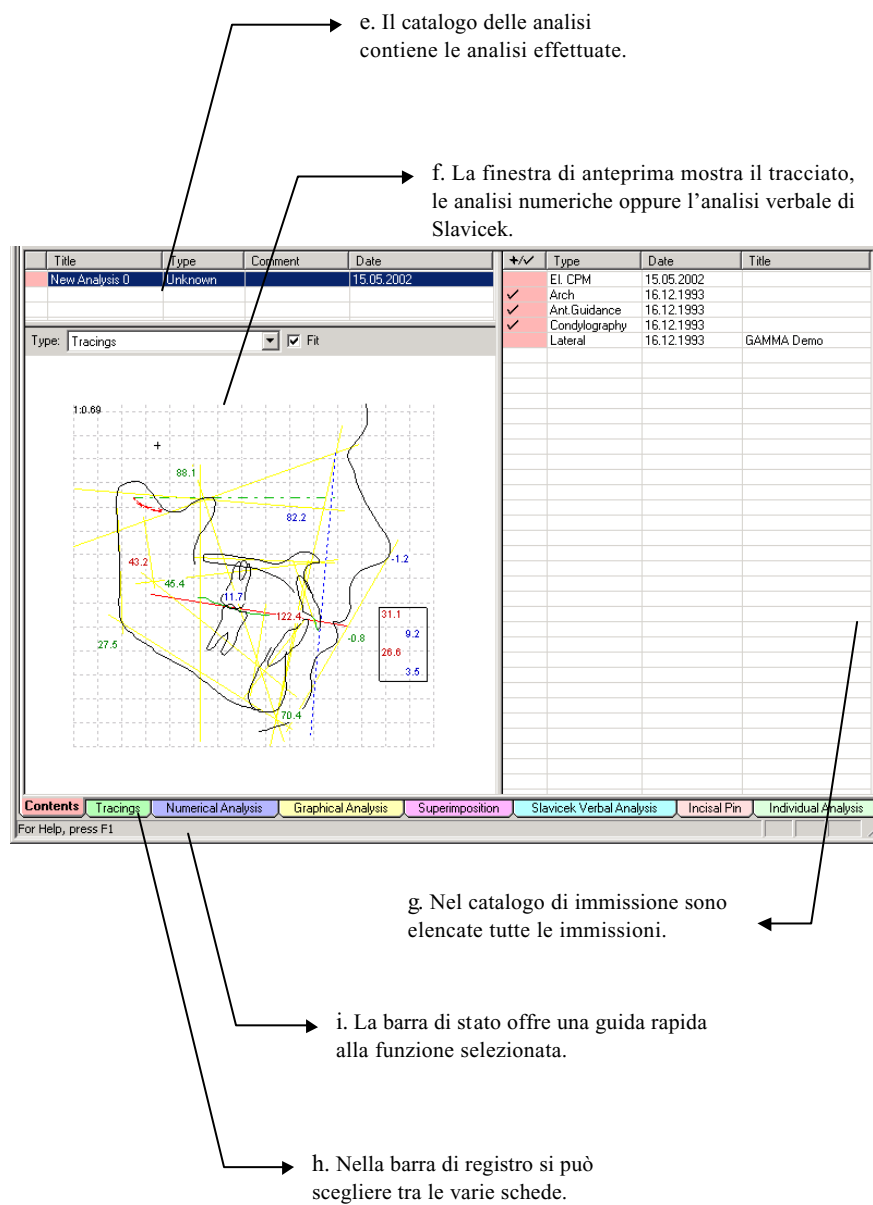 e. Il catalogo delle analisi
contiene le analisi effettuate.
f. La finestra di anteprima mostra il tracciato,
le analisi numeriche oppure l'analisi verbale di
Slavicek.
Title Type Comment Date
New Analysis 0 Unknown 15.05.2002
Type: Tracings Fit
1:0.69
88.1
82.2
-1.2
43.2
45.4
11.7
122.4
31.1
9.2
-0.8
27.5
26.6
3.5
70.4
+/✓ Type Date Title
El. CPM 15.05.2002
✓ Arch 16.12.1993
✓ Ant.Guidance 16.12.1993
✓ Condylography 16.12.1993
Lateral 16.12.1993 GAMMA Demo
Contents Tracings Numerical Analysis Graphical Analysis Superimposition Slavicek Verbal Analysis Incisal Pin Individual Analysis
For Help, press F1
g. Nel catalogo di immissione sono
elencate tutte le immissioni.
i. La barra di stato offre una guida rapida
alla funzione selezionata.
h. Nella barra di registro si può
scegliere tra le varie schede.